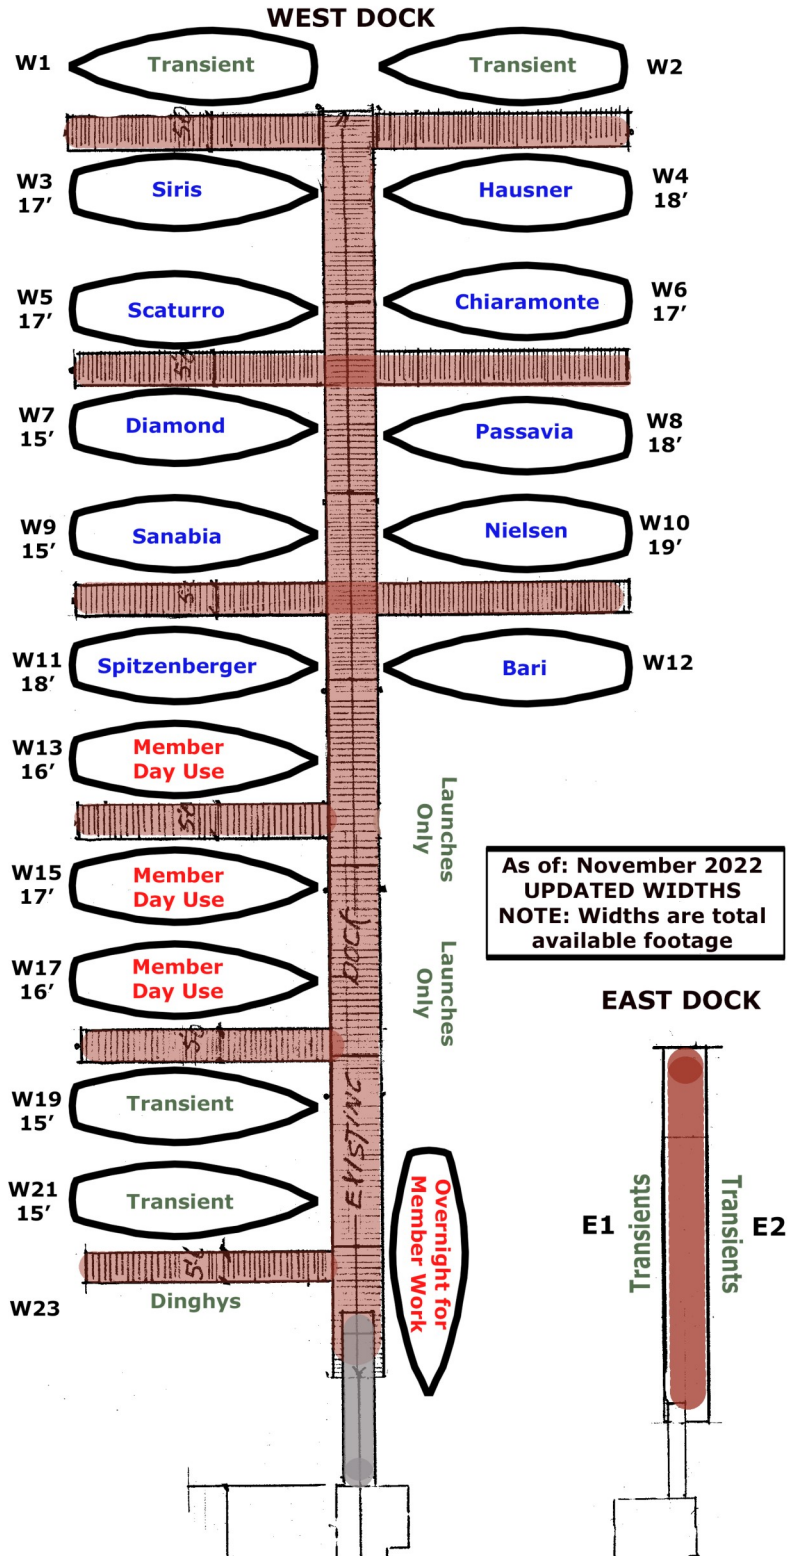 WEST DOCK
W1
Transient
Transient
W2
50
W3
17'
Siris
Hausner
W4
18'
W5
17'
Scaturro
Chiaramonte
W6
17'
50
W7
15'
Diamond
Passavia
W8
18'
W9
15'
Sanabia
Nielsen
W10
19'
W11
18'
Spitzenberger
Bari
W12
W13
16'
Member
Day Use
Launches
Only
W15
17'
Member
Day Use
As of: November 2022
UPDATED WIDTHS
NOTE: Widths are total
available footage
W17
16'
Member
Day Use
Launches
Only
EXISTING DOCK
50
W19
15'
Transient
W21
15'
Transient
Overnight for
Member Work
W23
Dinghys
EAST DOCK
E1
Transients
Transients
E2